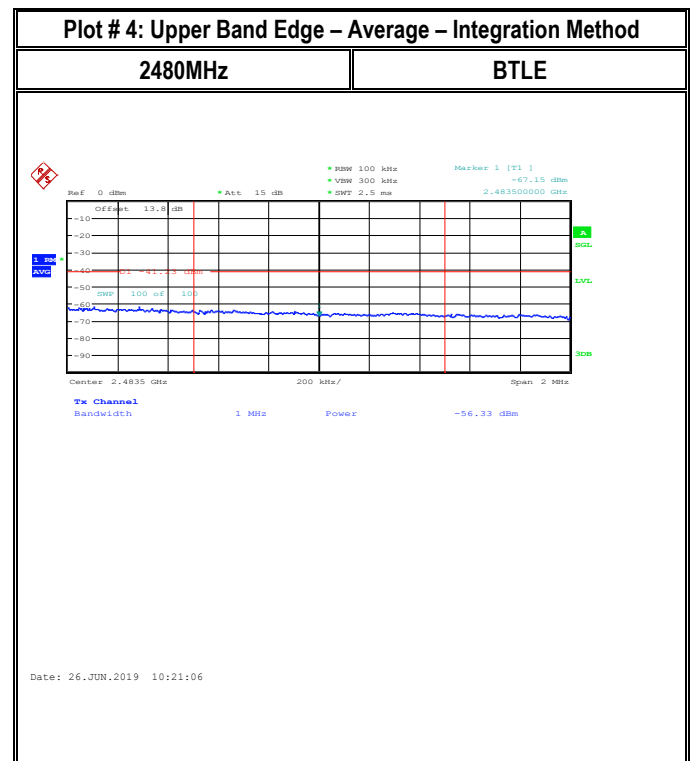 Plot # 4: Upper Band Edge – Average – Integration Method
2480MHz BTLE
R S
* RBW 100 kHz Marker 1 [T1 ]
* VBW 300 kHz -67.15 dBm
Ref 0 dBm * Att 15 dB * SWT 2.5 ms 2.483500000 GHz
Offset 13.8 dB
-10
-20
A
SGL
-30
1 RM *
AVG
-40
D1 -41.23 dBm
LVL
-50
SWP 100 of 100
-60
-70
-80
-90
3DB
Center 2.4835 GHz 200 kHz/ Span 2 MHz
Tx Channel
Bandwidth 1 MHz Power -56.33 dBm
Date: 26.JUN.2019 10:21:06